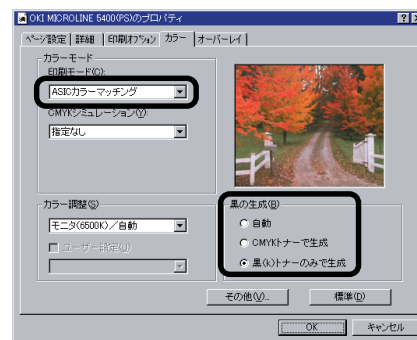 OKI MICROLINE 5400(PS)のプロパティ
ページ設定 詳細 印刷オプション カラー オーバーレイ
カラーモード
印刷モード(C):
ASICカラーマッチング
CMYKシミュレーション(Y):
指定なし
カラー調整(S)
モニタ(6500K)/自動
ユーザー設定(U)
黒の生成(B)
自動
CMYKトナーで生成
黒(k)トナーのみで生成
その他(V)... 標準(D)
OK キャンセル